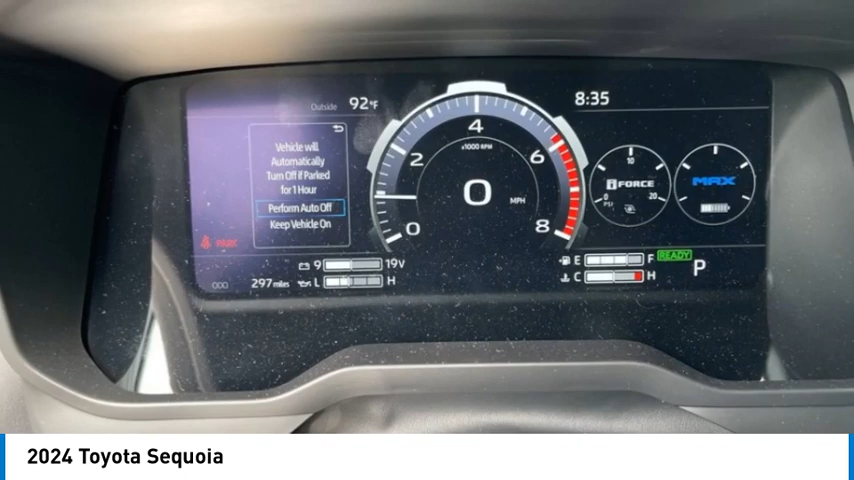 Outside 92°F
8:35
Vehicle will
Automatically
Turn Off if Parked
for 1 Hour
Perform Auto Off
Keep Vehicle On
0 2 4 6 8
x1000 RPM
0 MPH
10
0 20
PSI
iFORCE
MAX
PARK
9 19V
297 miles
L H
E F
C H
READY
P
2024 Toyota Sequoia